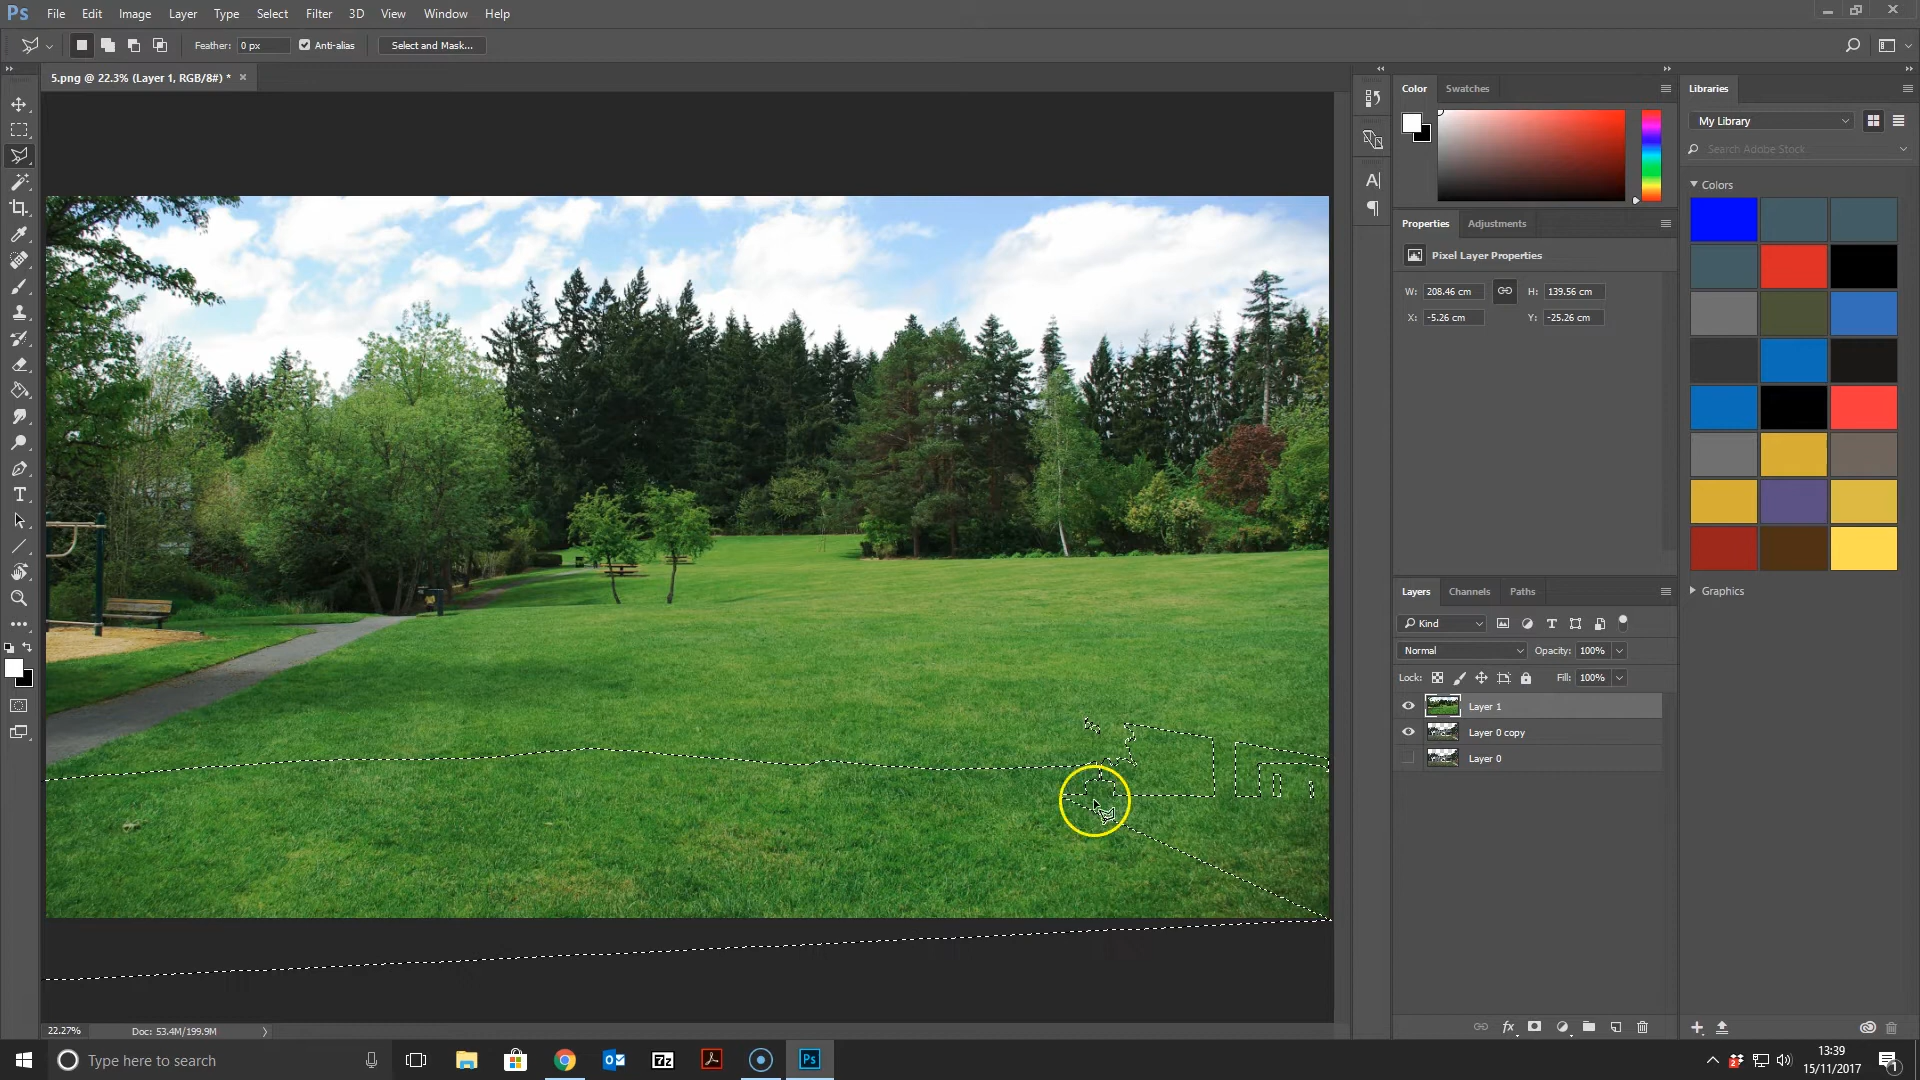 Ps File Edit Image Layer Type Select Filter 3D View Window Help
Feather: 0 px Anti-alias Select and Mask...
5.png @ 22.3% (Layer 1, RGB/8#) * ×
Color Swatches
Libraries
My Library
Search Adobe Stock
Colors
Graphics
Properties Adjustments
Pixel Layer Properties
W: 208.46 cm H: 139.56 cm
X: -5.26 cm Y: -25.26 cm
Layers Channels Paths
Kind
Normal Opacity: 100%
Lock: Fill: 100%
Layer 1
Layer 0 copy
Layer 0
fx
22.27% Doc: 53.4M/199.9M
Type here to search
7z
Ps
13:39
15/11/2017